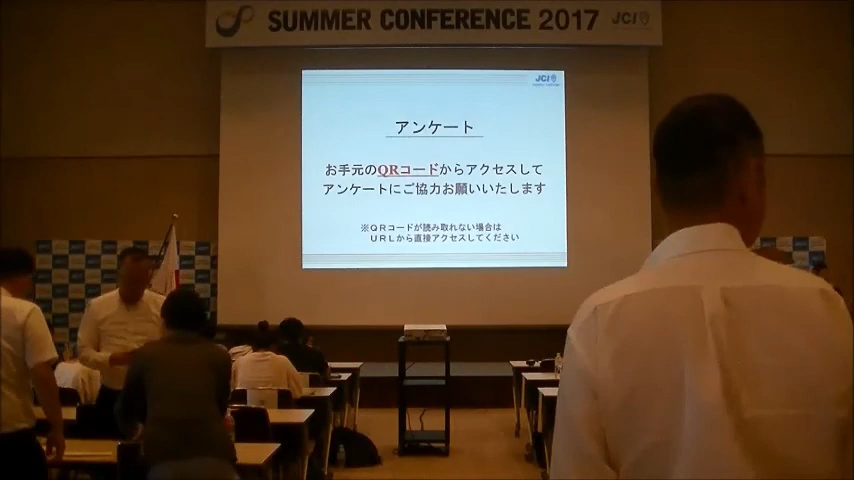 SUMMER CONFERENCE 2017 JCI
JCI
アンケート
お手元のQRコードからアクセスして
アンケートにご協力お願いいたします
※QRコードが読み取れない場合は
ＵＲＬから直接アクセスしてください